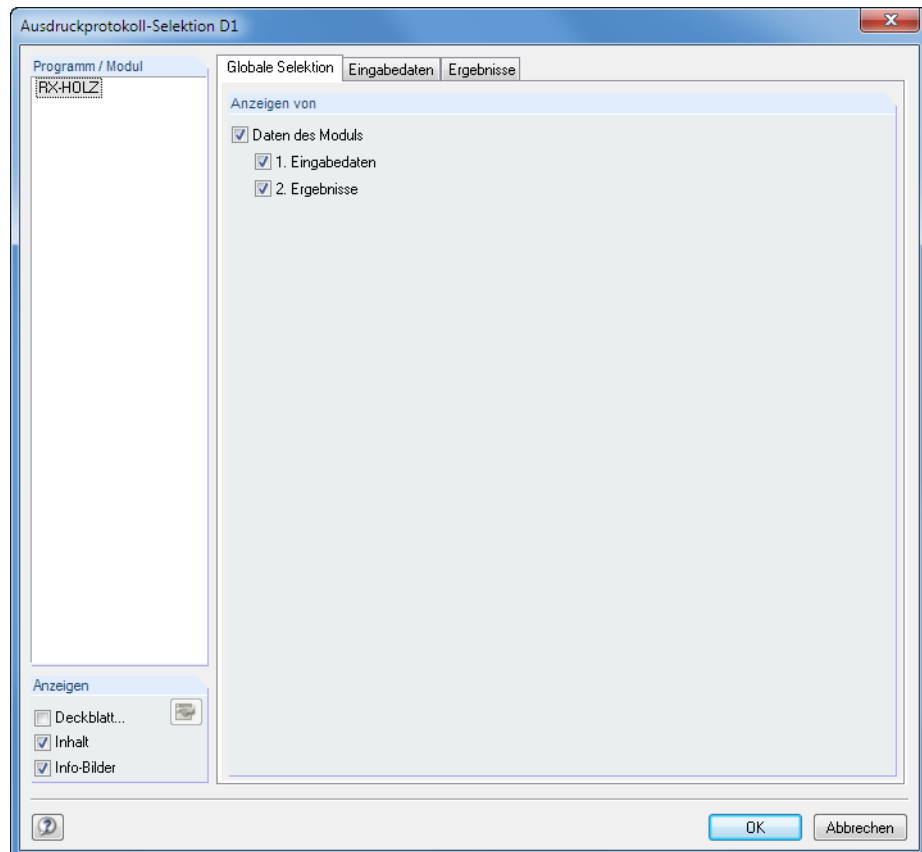 Ausdruckprotokoll-Selektion D1
Programm / Modul
RX-HOLZ
Globale Selektion
Eingabedaten
Ergebnisse
Anzeigen von
Daten des Moduls
1. Eingabedaten
2. Ergebnisse
Anzeigen
Deckblatt...
Inhalt
Info-Bilder
OK
Abbrechen